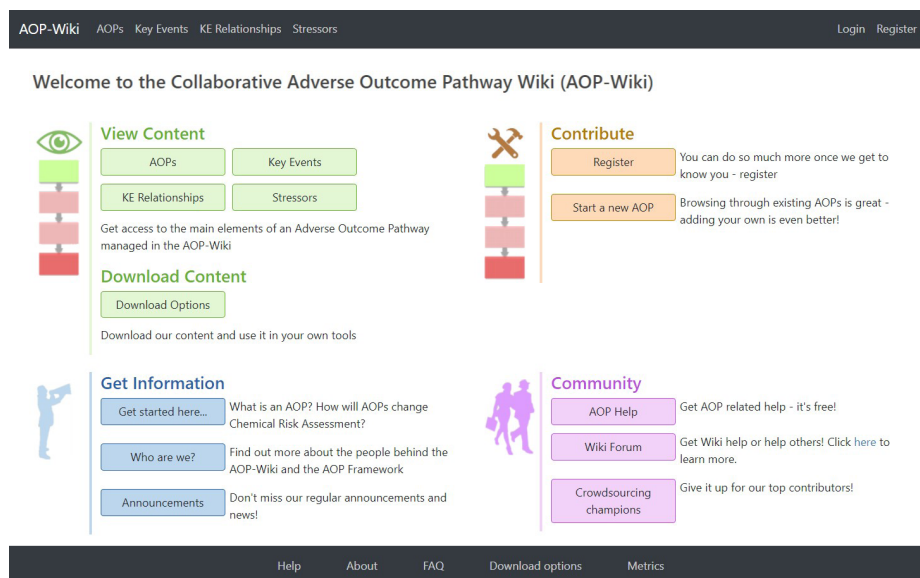 AOP-Wiki AOPs Key Events KE Relationships Stressors Login Register
Welcome to the Collaborative Adverse Outcome Pathway Wiki (AOP-Wiki)
View Content
AOPs Key Events
KE Relationships Stressors
Get access to the main elements of an Adverse Outcome Pathway
managed in the AOP-Wiki
Download Content
Download Options
Download our content and use it in your own tools
Contribute
Register
You can do so much more once we get to
know you - register
Start a new AOP
Browsing through existing AOPs is great -
adding your own is even better!
Get Information
Get started here...
What is an AOP? How will AOPs change
Chemical Risk Assessment?
Who are we?
Find out more about the people behind the
AOP-Wiki and the AOP Framework
Announcements
Don't miss our regular announcements and
news!
Community
AOP Help
Get AOP related help - it's free!
Wiki Forum
Get Wiki help or help others! Click here to
learn more.
Crowdsourcing
champions
Give it up for our top contributors!
Help About FAQ Download options Metrics